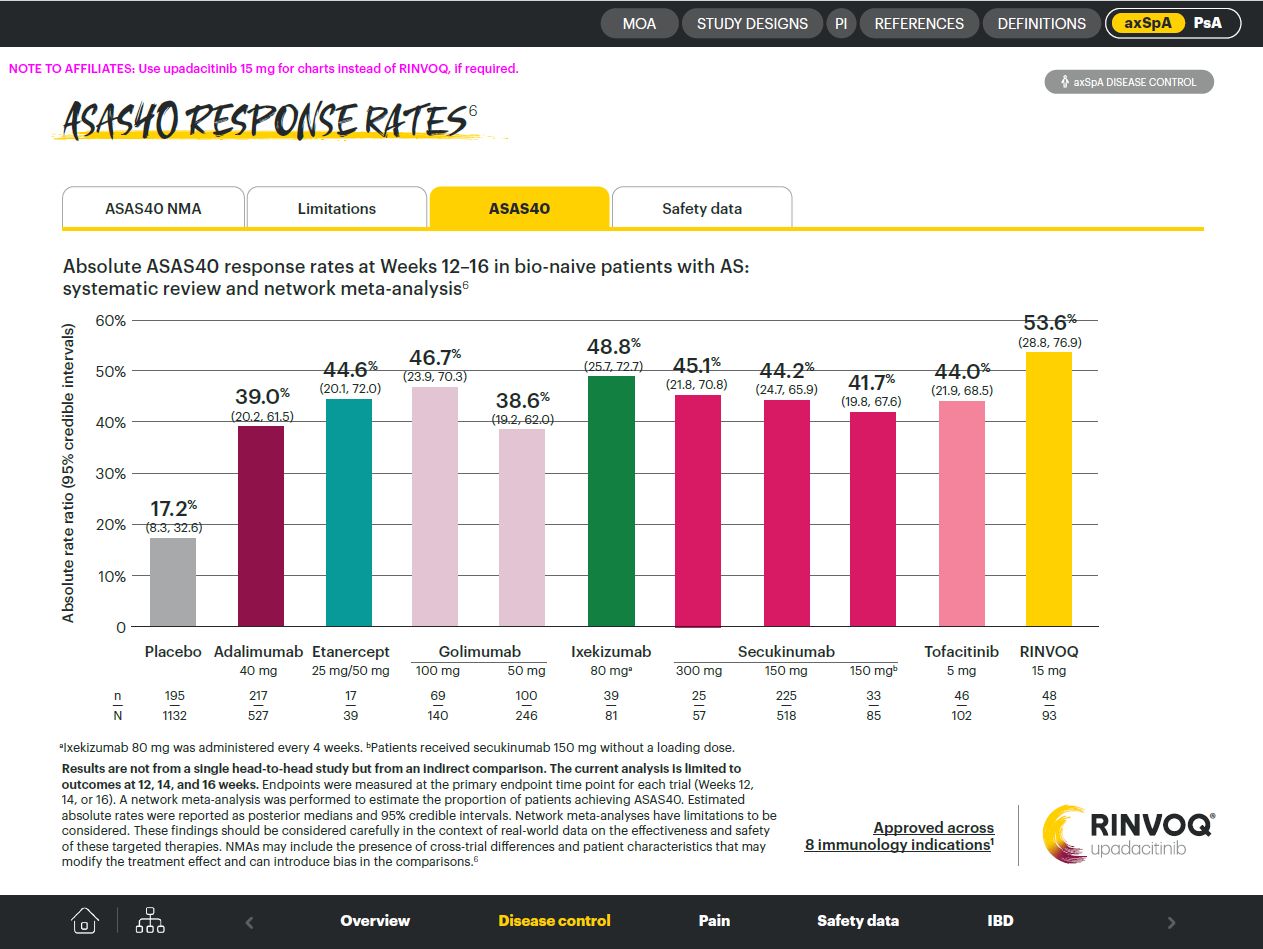 MOA STUDY DESIGNS PI REFERENCES DEFINITIONS axSpA PsA
NOTE TO AFFILIATES: Use upadacitinib 15 mg for charts instead of RINVOQ, if required.
axSpA DISEASE CONTROL
ASAS40 RESPONSE RATES⁶
ASAS40 NMA Limitations ASAS40 Safety data
Absolute ASAS40 response rates at Weeks 12–16 in bio-naive patients with AS:
systematic review and network meta-analysis⁶
Absolute rate ratio (95% credible intervals)
60%
50%
40%
30%
20%
10%
0
17.2%
(8.3, 32.6)
39.0%
(20.2, 61.5)
44.6%
(20.1, 72.0)
46.7%
(23.9, 70.3)
38.6%
(19.2, 62.0)
48.8%
(25.7, 72.7)
45.1%
(21.8, 70.8)
44.2%
(24.7, 65.9)
41.7%
(19.8, 67.6)
44.0%
(21.9, 68.5)
53.6%
(28.8, 76.9)
Placebo Adalimumab Etanercept Golimumab Ixekizumab Secukinumab Tofacitinib RINVOQ
40 mg 25 mg/50 mg 100 mg 50 mg 80 mgᵃ 300 mg 150 mg 150 mgᵇ 5 mg 15 mg
n 195 217 17 69 100 39 25 225 33 46 48
N 1132 527 39 140 246 81 57 518 85 102 93
ᵃIxekizumab 80 mg was administered every 4 weeks. ᵇPatients received secukinumab 150 mg without a loading dose.
Results are not from a single head-to-head study but from an indirect comparison. The current analysis is limited to
outcomes at 12, 14, and 16 weeks. Endpoints were measured at the primary endpoint time point for each trial (Weeks 12,
14, or 16). A network meta-analysis was performed to estimate the proportion of patients achieving ASAS40. Estimated
absolute rates were reported as posterior medians and 95% credible intervals. Network meta-analyses have limitations to be
considered. These findings should be considered carefully in the context of real-world data on the effectiveness and safety
of these targeted therapies. NMAs may include the presence of cross-trial differences and patient characteristics that may
modify the treatment effect and can introduce bias in the comparisons.⁶
Approved across
8 immunology indications¹
RINVOQ®
upadacitinib
Overview Disease control Pain Safety data IBD